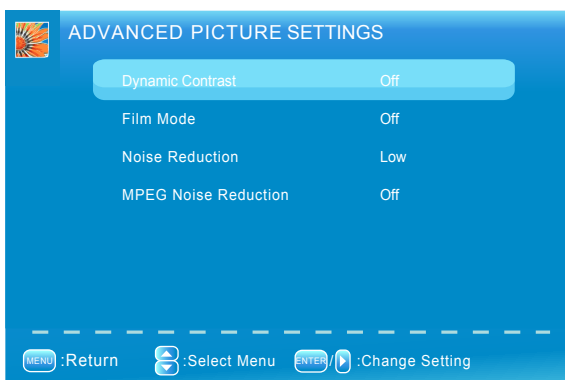 ADVANCED PICTURE SETTINGS
Dynamic Contrast Off
Film Mode Off
Noise Reduction Low
MPEG Noise Reduction Off
MENU :Return :Select Menu ENTER / :Change Setting